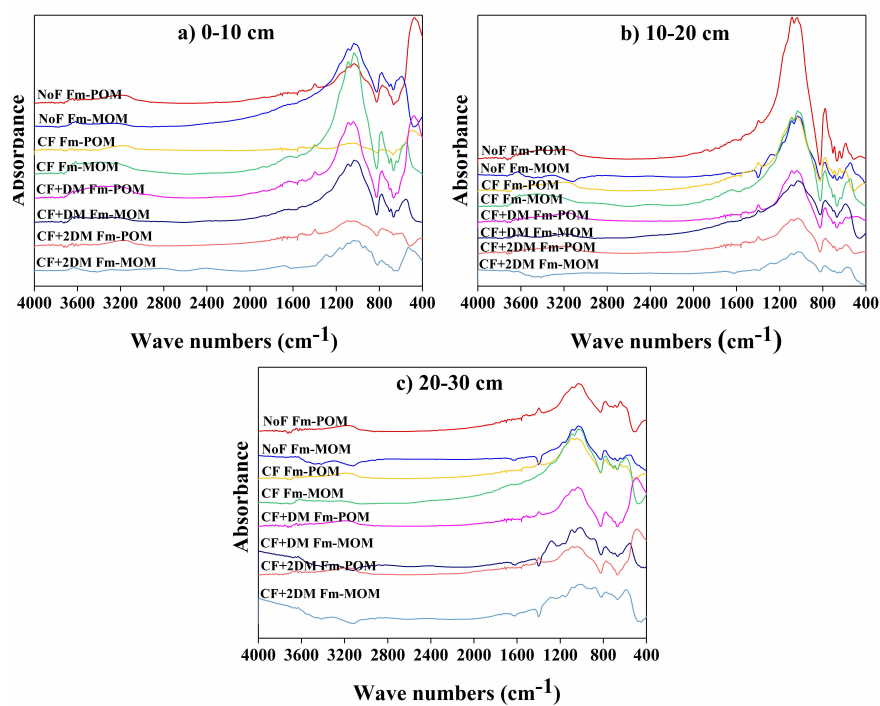 a) 0-10 cm
NoF Fm-POM
NoF Fm-MOM
CF Fm-POM
CF Fm-MOM
CF+DM Fm-POM
CF+DM Fm-MOM
CF+2DM Fm-POM
CF+2DM Fm-MOM
Absorbance
4000 3600 3200 2800 2400 2000 1600 1200 800 400
Wave numbers (cm-1)
b) 10-20 cm
NoF Fm-POM
NoF Fm-MOM
CF Fm-POM
CF Fm-MOM
CF+DM Fm-POM
CF+DM Fm-MOM
CF+2DM Fm-POM
CF+2DM Fm-MOM
Absorbance
4000 3600 3200 2800 2400 2000 1600 1200 800 400
Wave numbers (cm-1)
c) 20-30 cm
NoF Fm-POM
NoF Fm-MOM
CF Fm-POM
CF Fm-MOM
CF+DM Fm-POM
CF+DM Fm-MOM
CF+2DM Fm-POM
CF+2DM Fm-MOM
Absorbance
4000 3600 3200 2800 2400 2000 1600 1200 800 400
Wave numbers (cm-1)